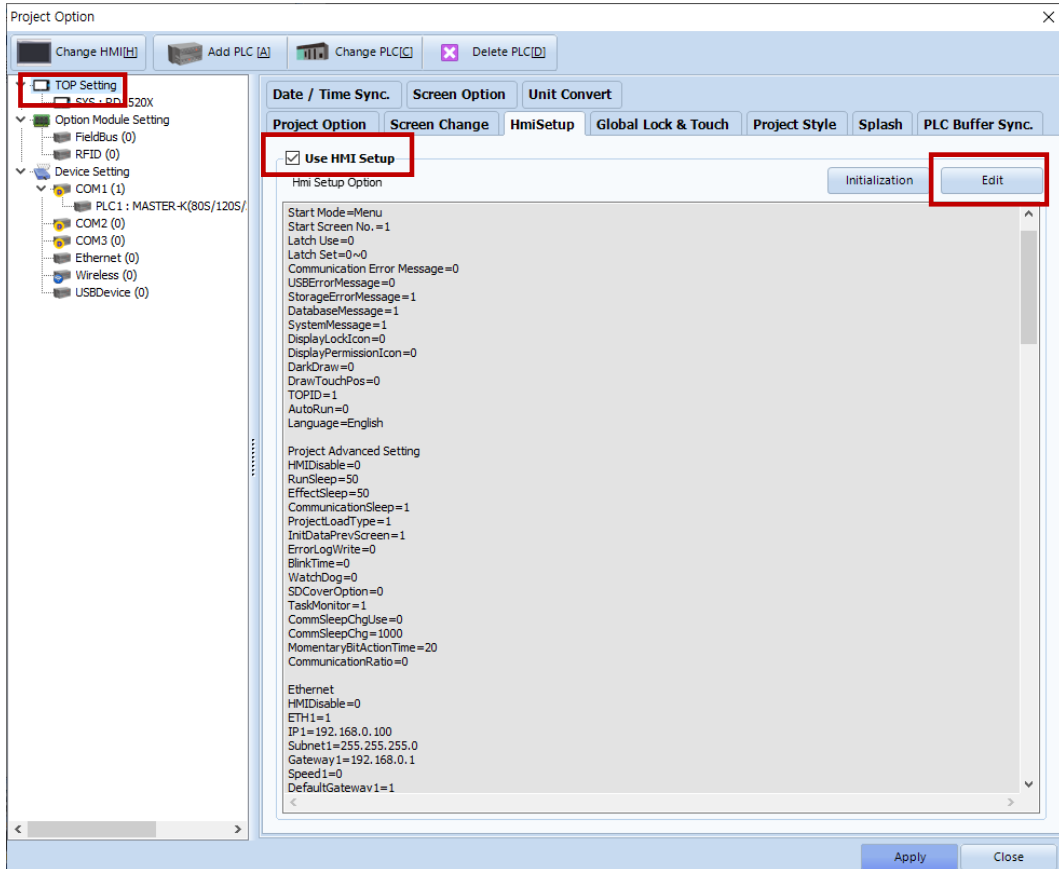 Project Option
Change HMI[H]
Add PLC [A]
Change PLC[C]
Delete PLC[D]
TOP Setting
SYS : RD1520X
Option Module Setting
FieldBus (0)
RFID (0)
Device Setting
COM1 (1)
PLC1 : MASTER-K(80S/120S/
COM2 (0)
COM3 (0)
Ethernet (0)
Wireless (0)
USBDevice (0)
Date / Time Sync.
Screen Option
Unit Convert
Project Option
Screen Change
HmiSetup
Global Lock & Touch
Project Style
Splash
PLC Buffer Sync.
Use HMI Setup
Hmi Setup Option
Initialization
Edit
Start Mode=Menu
Start Screen No.=1
Latch Use=0
Latch Set=0~0
Communication Error Message=0
USBErrorMessage=0
StorageErrorMessage=1
DatabaseMessage=1
SystemMessage=1
DisplayLockIcon=0
DisplayPermissionIcon=0
DarkDraw=0
DrawTouchPos=0
TOPID=1
AutoRun=0
Language=English
Project Advanced Setting
HMIDisable=0
RunSleep=50
EffectSleep=50
CommunicationSleep=1
ProjectLoadType=1
InitDataPrevScreen=1
ErrorLogWrite=0
BlinkTime=0
WatchDog=0
SDCoverOption=0
TaskMonitor=1
CommSleepChgUse=0
CommSleepChg=1000
MomentaryBitActionTime=20
CommunicationRatio=0
Ethernet
HMIDisable=0
ETH1=1
IP1=192.168.0.100
Subnet1=255.255.255.0
Gateway1=192.168.0.1
Speed1=0
DefaultGateway1=1
Apply
Close